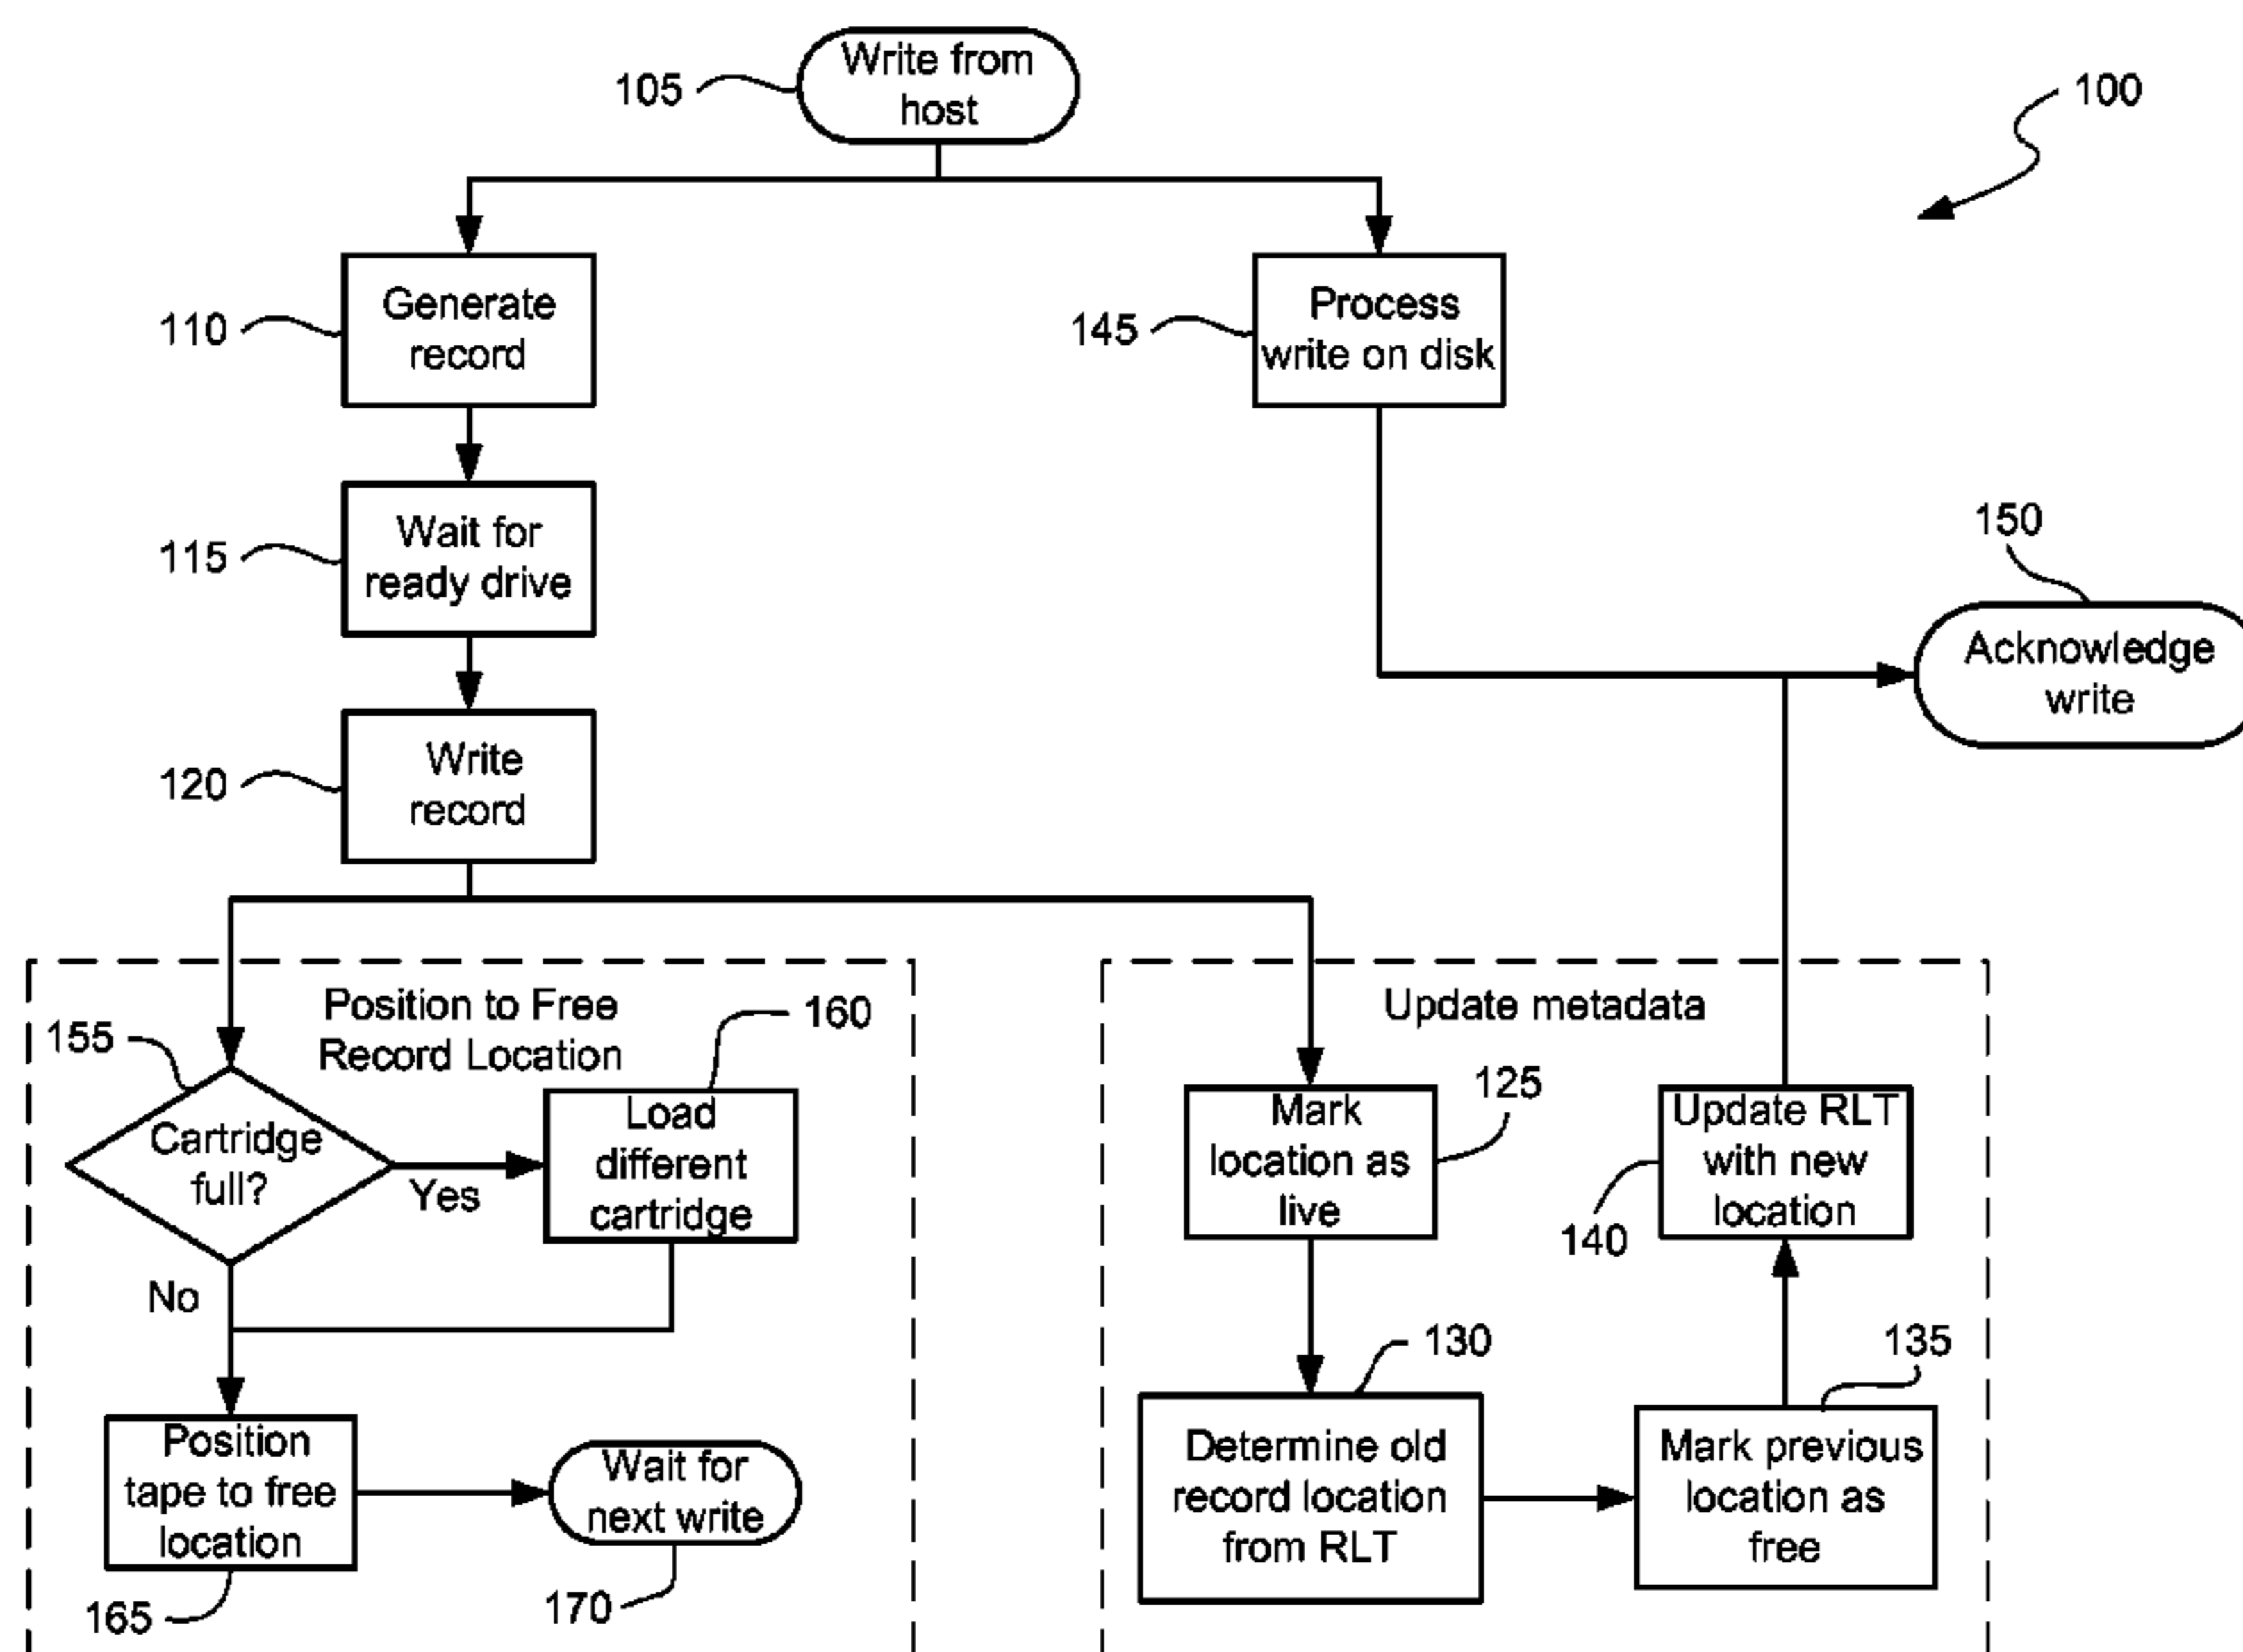 Write from
host
105
100
Generate
record
110
Process
write on disk
145
Wait for
ready drive
115
150
Acknowledge
write
Write
record
120
Position to Free
Record Location
155
160
Cartridge
full?
Yes
No
Load
different
cartridge
Position
tape to free
location
165
Wait for
next write
170
Update metadata
Mark
location as
live
125
Update RLT
with new
location
140
130
Determine old
record location
from RLT
135
Mark previous
location as
free